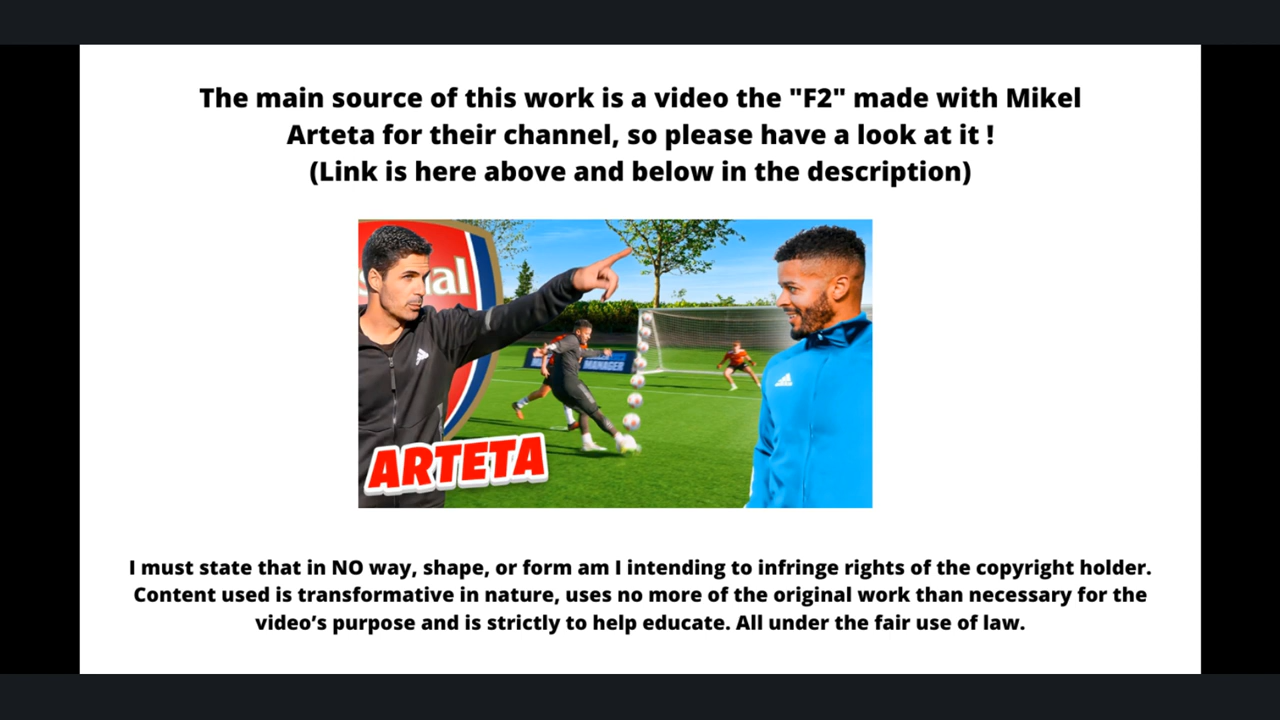 The main source of this work is a video the "F2" made with Mikel
Arteta for their channel, so please have a look at it !
(Link is here above and below in the description)
nal
MANAGER
ARTETA
I must state that in NO way, shape, or form am I intending to infringe rights of the copyright holder.
Content used is transformative in nature, uses no more of the original work than necessary for the
video’s purpose and is strictly to help educate. All under the fair use of law.